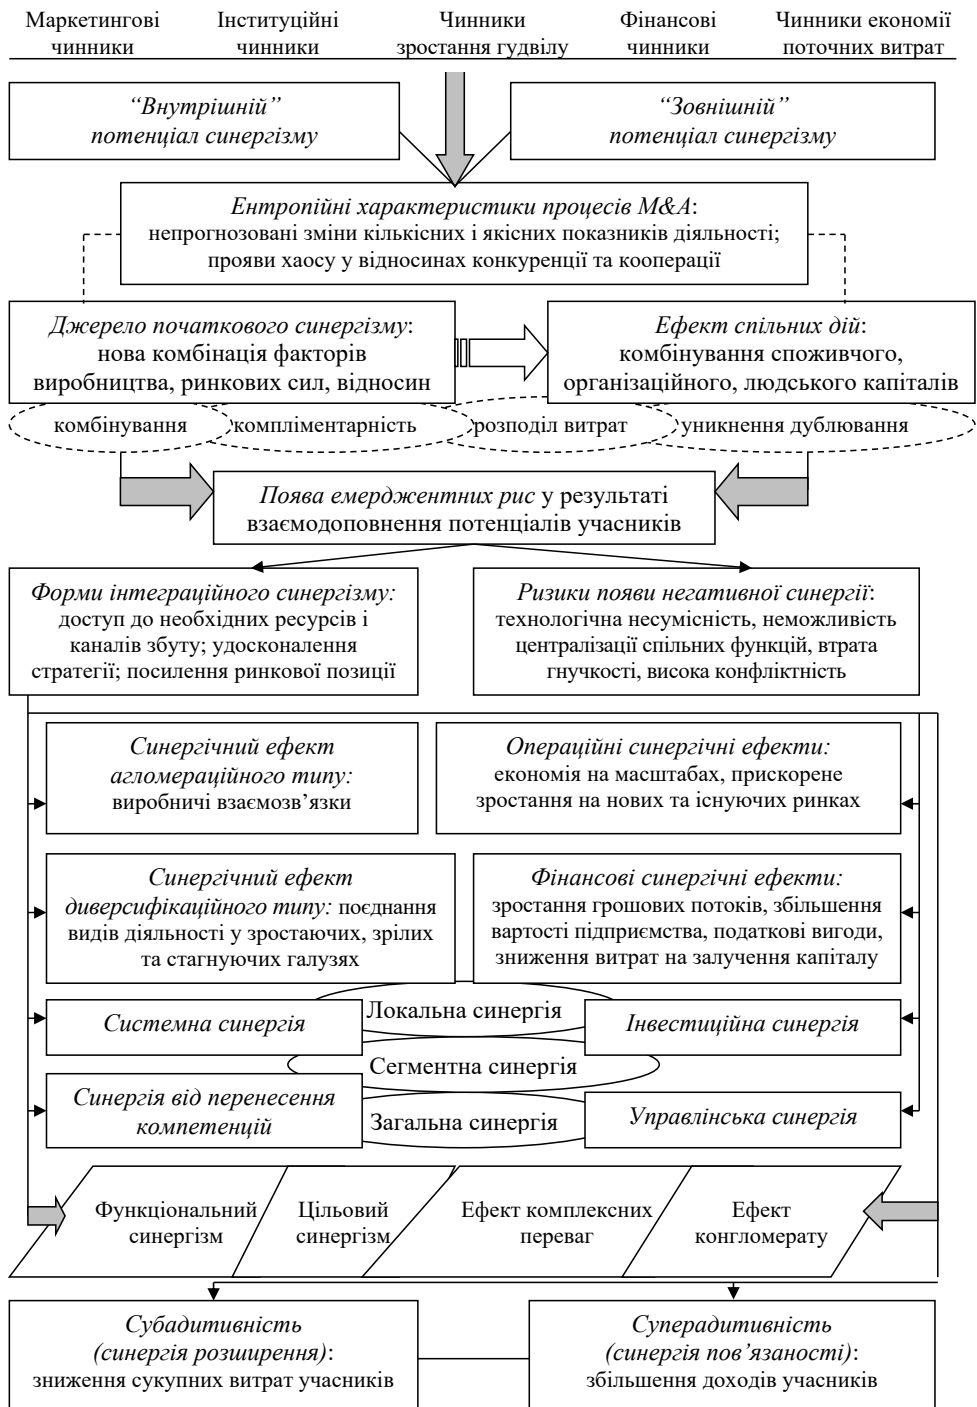 Маркетингові
чинники
Інституційні
чинники
Чинники
зростання гудвілу
Фінансові
чинники
Чинники економії
поточних витрат
“Внутрішній”
потенціал синергізму
“Зовнішній”
потенціал синергізму
Ентропійні характеристики процесів M&A:
непрогнозовані зміни кількісних і якісних показників діяльності;
прояви хаосу у відносинах конкуренції та кооперації
Джерело початкового синергізму:
нова комбінація факторів
виробництва, ринкових сил, відносин
Ефект спільних дій:
комбінування споживчого,
організаційного, людського капіталів
комбінування
компліментарність
розподіл витрат
уникнення дублювання
Поява емерджентних рис у результаті
взаємодоповнення потенціалів учасників
Форми інтеграційного синергізму:
доступ до необхідних ресурсів і
каналів збуту; удосконалення
стратегії; посилення ринкової позиції
Ризики появи негативної синергії:
технологічна несумісність, неможливість
централізації спільних функцій, втрата
гнучкості, висока конфліктність
Синергічний ефект
агломераційного типу:
виробничі взаємозв’язки
Операційні синергічні ефекти:
економія на масштабах, прискорене
зростання на нових та існуючих ринках
Синергічний ефект
диверсифікаційного типу: поєднання
видів діяльності у зростаючих, зрілих
та стагнуючих галузях
Фінансові синергічні ефекти:
зростання грошових потоків, збільшення
вартості підприємства, податкові вигоди,
зниження витрат на залучення капіталу
Системна синергія
Локальна синергія
Інвестиційна синергія
Сегментна синергія
Синергія від перенесення
компетенцій
Загальна синергія
Управлінська синергія
Функціональний
синергізм
Цільовий
синергізм
Ефект комплексних
переваг
Ефект
конгломерату
Субадитивність
(синергія розширення):
зниження сукупних витрат учасників
Суперадитивність
(синергія пов’язаності):
збільшення доходів учасників